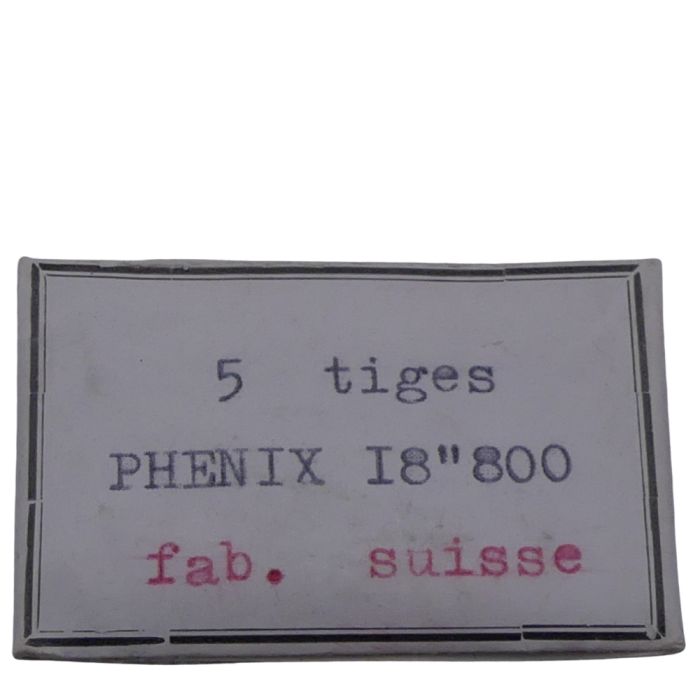 5 tiges
PHENIX I8"800
fab. suisse